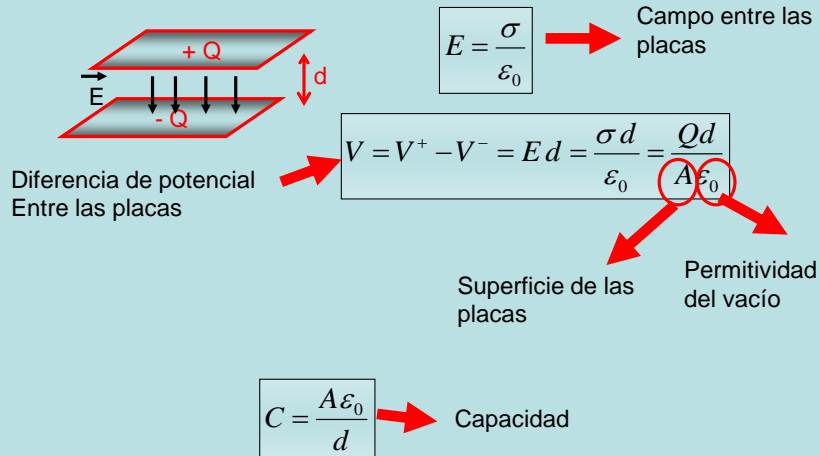 + Q
E
d
- Q
E = σ / ε₀
Campo entre las
placas
V = V⁺ − V⁻ = E d = σ d / ε₀ = Qd / Aε₀
Diferencia de potencial
Entre las placas
Superficie de las
placas
Permitividad
del vacío
C = Aε₀ / d
Capacidad